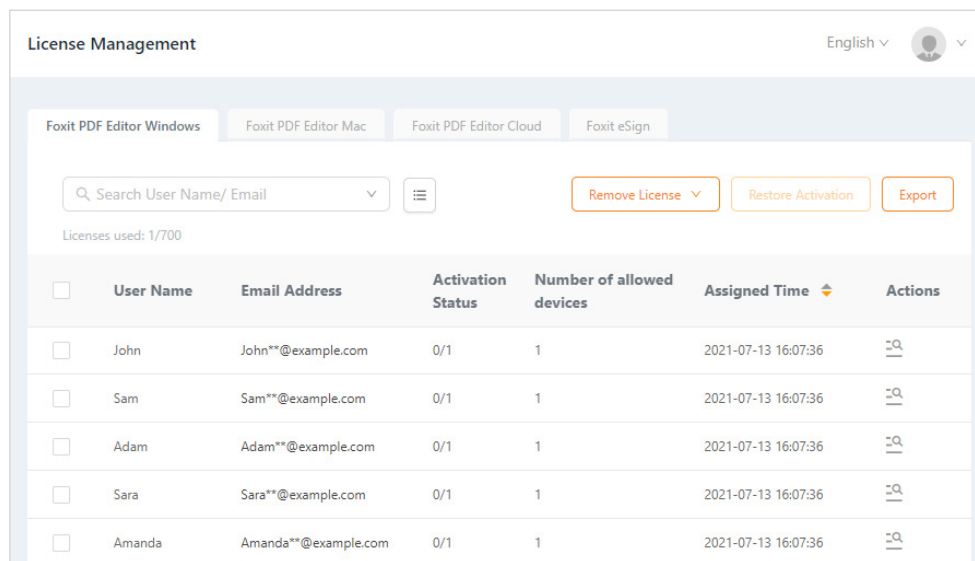 License Management
English
Foxit PDF Editor Windows
Foxit PDF Editor Mac
Foxit PDF Editor Cloud
Foxit eSign
Search User Name/ Email
Remove License
Restore Activation
Export
Licenses used: 1/700
User Name Email Address Activation Status Number of allowed devices Assigned Time Actions
John John**@example.com 0/1 1 2021-07-13 16:07:36
Sam Sam**@example.com 0/1 1 2021-07-13 16:07:36
Adam Adam**@example.com 0/1 1 2021-07-13 16:07:36
Sara Sara**@example.com 0/1 1 2021-07-13 16:07:36
Amanda Amanda**@example.com 0/1 1 2021-07-13 16:07:36